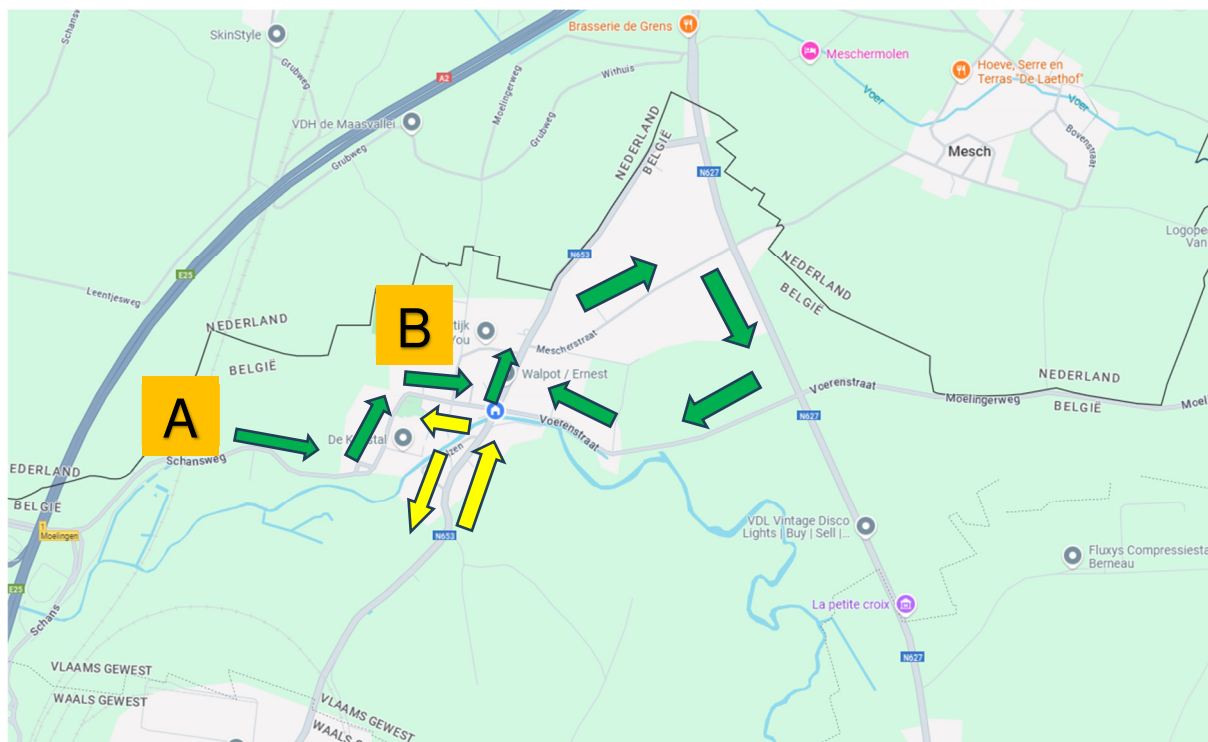 Schans
SkinStyle
Grubweg
A2
Moelingerweg
Withuis
Grubweg
Brasserie de Grens
Meschermolen
Hoeve, Serre en
Terras "De Laethof"
Voer
Voer
Bovenstraat
Mesch
VDH de Maasvallei
Grubweg
NEDERLAND
BELGIË
N627
Logope
Van
E25
N653
Leentjesweg
NEDERLAND
BELGIË
NEDERLAND
BELGIË
NEDERLAND
BELGIË
B
tijk
You
Mescherstraat
Walpot / Ernest
A
Voerenstraat
Moelingerweg
Moel
N627
Voerenstraat
De K
stal
zen
Schansweg
EDERLAND
BELGIË
1
Moelingen
N653
VDL Vintage Disco
Lights | Buy | Sell |...
Fluxys Compressiesta
Berneau
E25
Schans
La petite croix
N627
VLAAMS GEWEST
WAALS GEWEST
VLAAMS GEWEST
WAALS